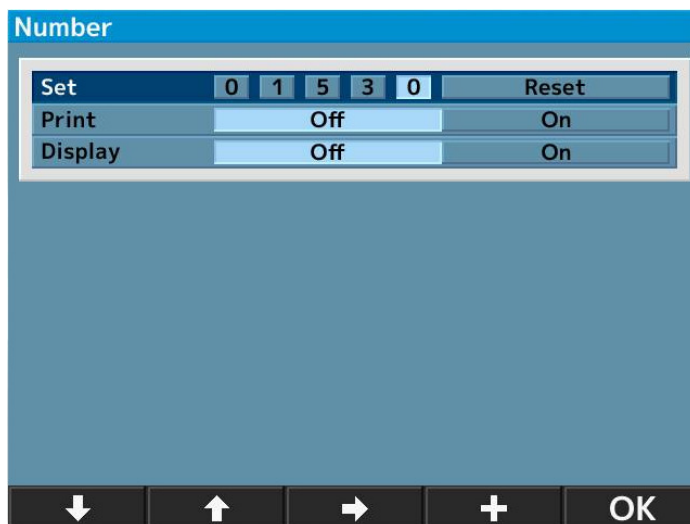 Number
Set 0 1 5 3 0 Reset
Print Off On
Display Off On
OK